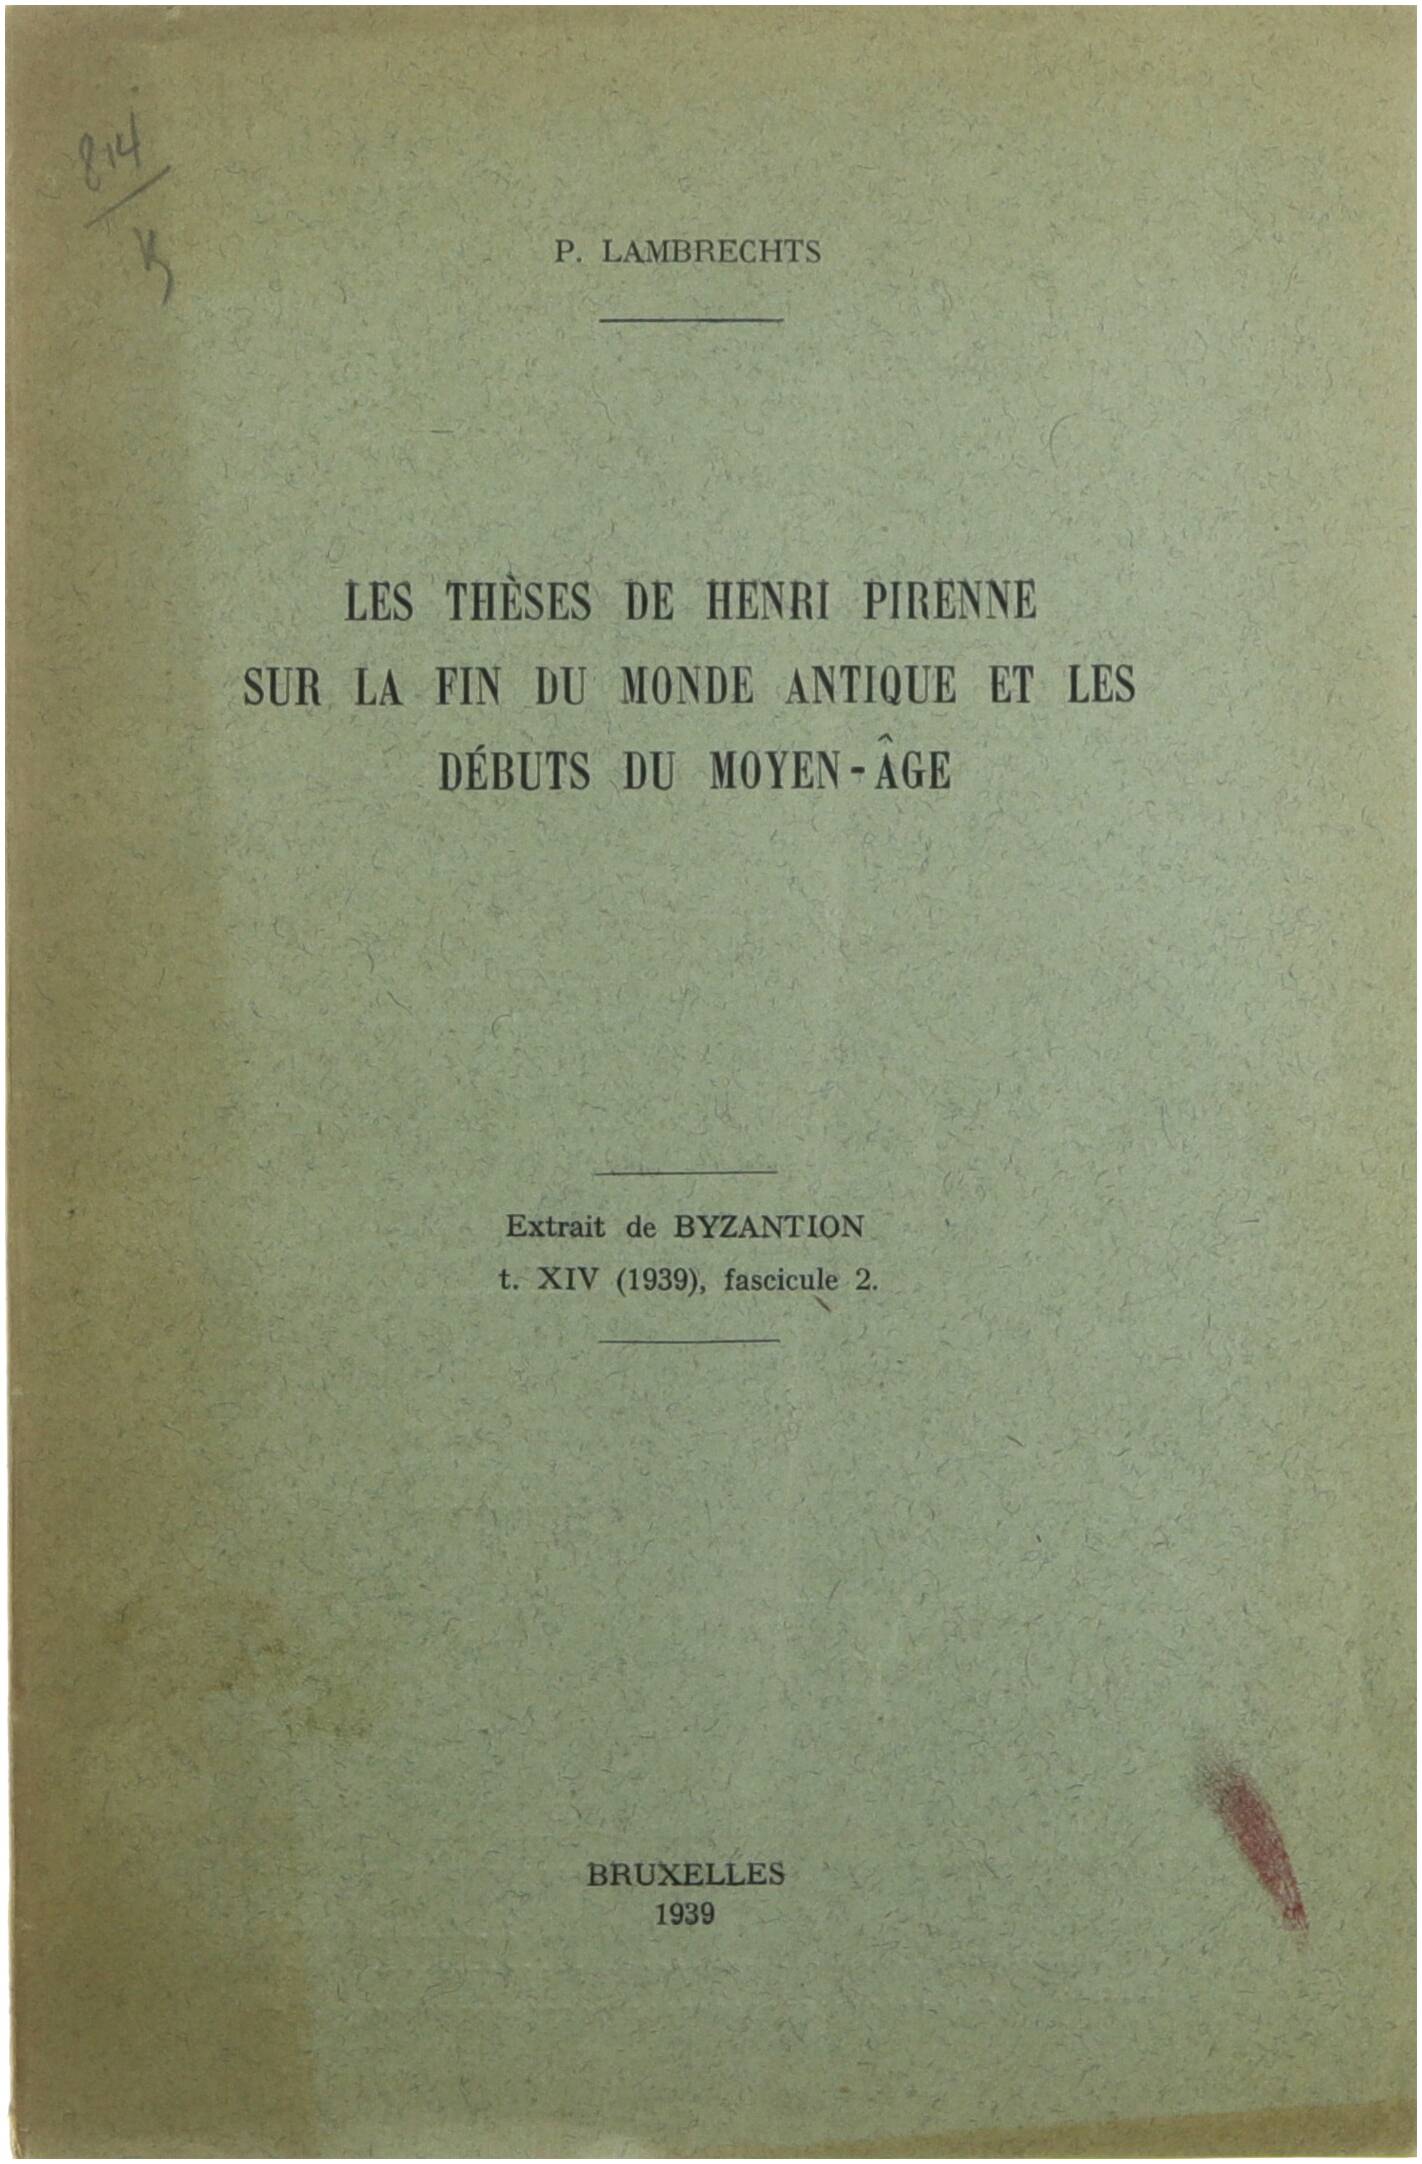 814
P. LAMBRECHTS
LES THÈSES DE HENRI PIRENNE
SUR LA FIN DU MONDE ANTIQUE ET LES
DÉBUTS DU MOYEN-ÂGE
Extrait de BYZANTION
t. XIV (1939), fascicule 2.
BRUXELLES
1939